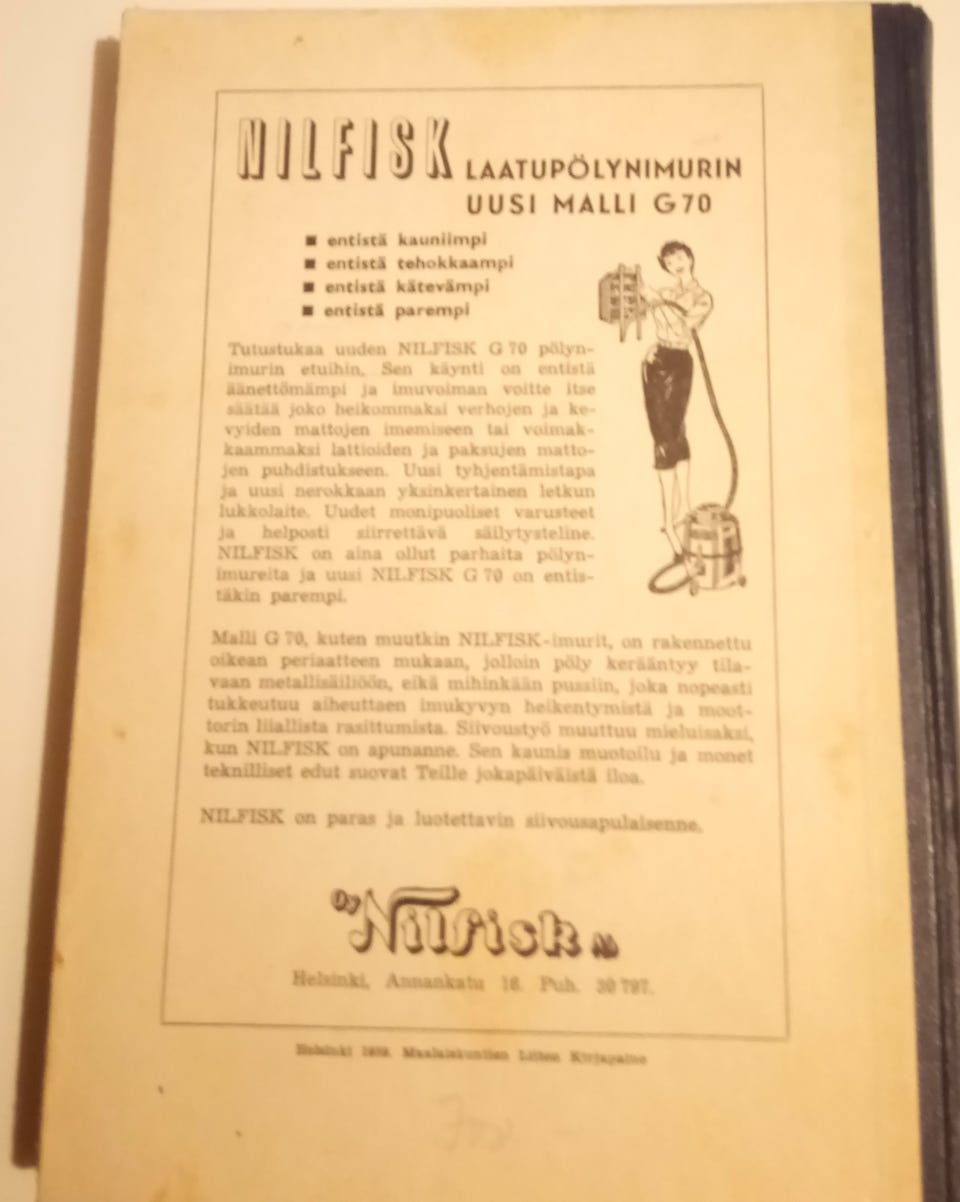 NILFISK LAATUPÖLYNIMURIN
UUSI MALLI G70
■ entistä kauniimpi
■ entistä tehokkaampi
■ entistä kätevämpi
■ entistä parempi
Tutustukaa uuden NILFISK G 70 pölyn-
imurin etuihin. Sen käynti on entistä
äänettömämpi ja imuvoiman voitte itse
säätää joko heikommaksi verhojen ja ke-
vyiden mattojen imemiseen tai voimak-
kaammaksi lattioiden ja paksujen matto-
jen puhdistukseen. Uusi tyhjentämistapa
ja uusi nerokkaan yksinkertainen letkun
lukkolaite. Uudet monipuoliset varusteet
ja helposti siirrettävä säilytysteline.
NILFISK on aina ollut parhaita pölyn-
imureita ja uusi NILFISK G 70 on entis-
täkin parempi.
Malli G 70, kuten muutkin NILFISK-imurit, on rakennettu
oikean periaatteen mukaan, jolloin pöly kerääntyy tila-
vaan metallisäiliöön, eikä mihinkään pussiin, joka nopeasti
tukkeutuu aiheuttaen imukyvyn heikentymistä ja moot-
torin liiallista rasittumista. Siivoustyö muuttuu mieluisaksi,
kun NILFISK on apunanne. Sen kaunis muotoilu ja monet
teknilliset edut suovat Teille jokapäiväistä iloa.
NILFISK on paras ja luotettavin siivousapulaisenne.
Oy Nilfisk Ab
Helsinki, Annankatu 16. Puh. 30 797.
Helsinki Maalaiskuntien Liiton Kirjapaino